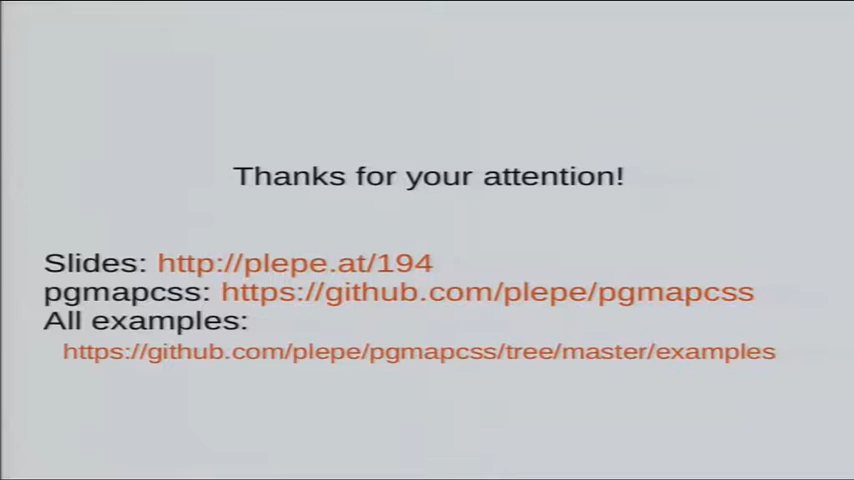 Thanks for your attention!
Slides: http://plepe.at/194
pgmapcss: https://github.com/plepe/pgmapcss
All examples:
https://github.com/plepe/pgmapcss/tree/master/examples